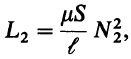 L₂ = μS/ℓ N₂²,